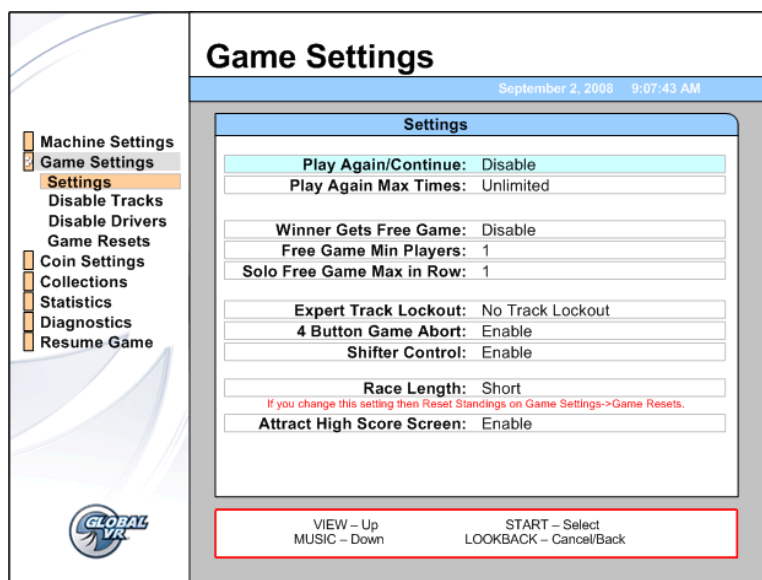 Game Settings
September 2, 2008 9:07:43 AM
Machine Settings
Game Settings
Settings
Disable Tracks
Disable Drivers
Game Resets
Coin Settings
Collections
Statistics
Diagnostics
Resume Game
GLOBAL
VR
Settings
Play Again/Continue: Disable
Play Again Max Times: Unlimited
Winner Gets Free Game: Disable
Free Game Min Players: 1
Solo Free Game Max in Row: 1
Expert Track Lockout: No Track Lockout
4 Button Game Abort: Enable
Shifter Control: Enable
Race Length: Short
If you change this setting then Reset Standings on Game Settings->Game Resets.
Attract High Score Screen: Enable
VIEW – Up START – Select
MUSIC – Down LOOKBACK – Cancel/Back